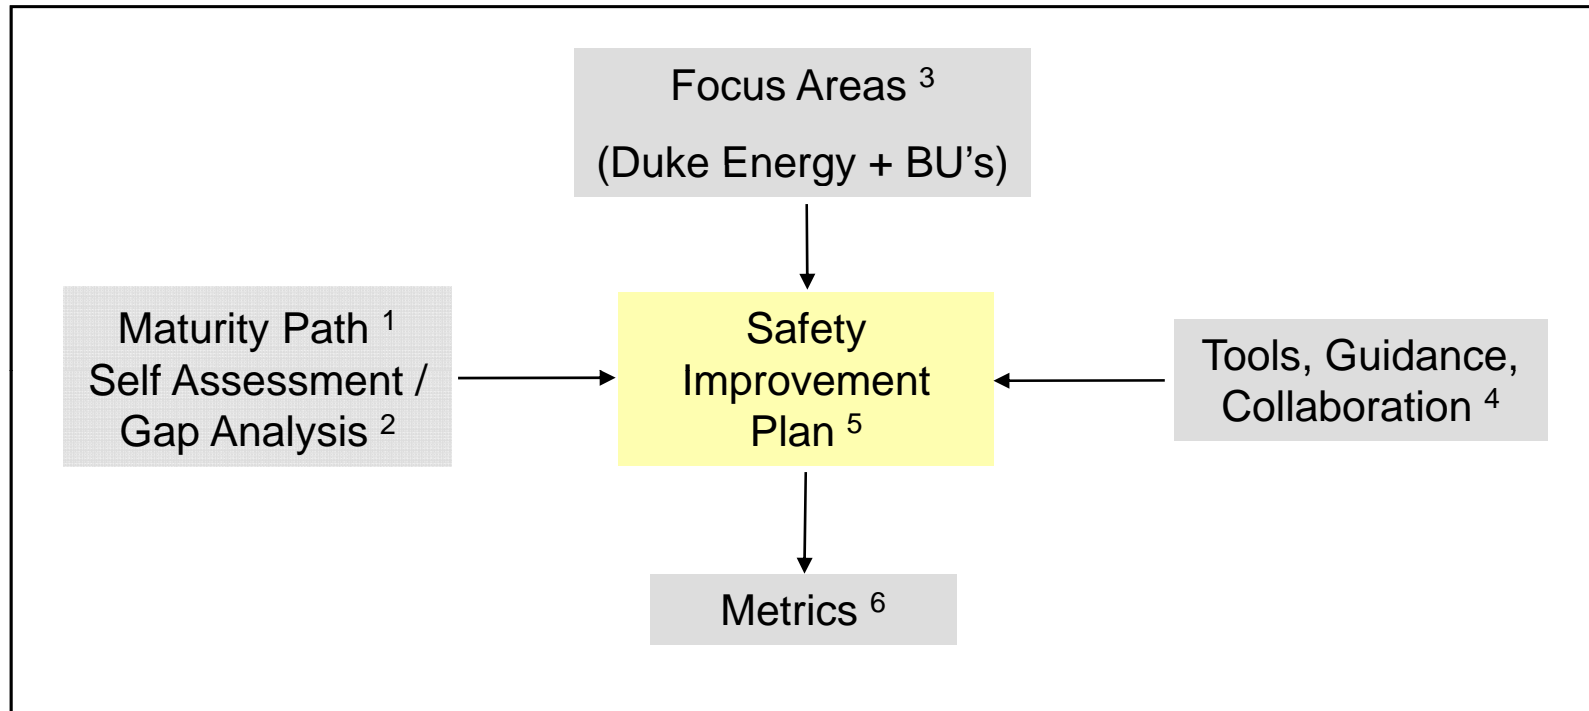 Focus Areas 3
(Duke Energy + BU's)
Maturity Path 1
Self Assessment /
Gap Analysis 2
Safety
Improvement
Plan 5
Tools, Guidance,
Collaboration 4
Metrics 6